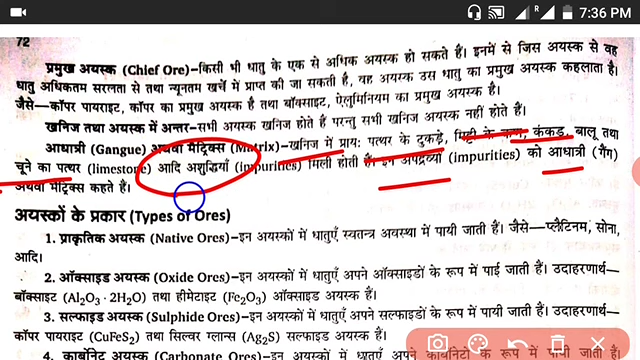 7:36 PM
72
प्रमुख अयस्क (Chief Ore)–किसी भी धातु के एक से अधिक अयस्क हो सकते हैं। इनमें से जिस अयस्क से वह
धातु अधिकतम सरलता से तथा न्यूनतम खर्चे में प्राप्त की जा सकती है, वह अयस्क उस धातु का प्रमुख अयस्क कहलाता है।
जैसे–कॉपर पायराइट, कॉपर का प्रमुख अयस्क है तथा बॉक्साइट, ऐलुमिनियम का प्रमुख अयस्क है।
खनिज तथा अयस्क में अन्तर–सभी अयस्क खनिज होते हैं परन्तु सभी खनिज अयस्क नहीं होते हैं।
आधात्री (Gangue) अथवा मैट्रिक्स (Matrix)–खनिज में प्रायः पत्थर के टुकड़े, मिट्टी के कण, कंकड़, बालू तथा
चूने का पत्थर (limestone) आदि अशुद्धियाँ (impurities) मिली होती हैं। इन अपद्रव्यों (impurities) को आधात्री (गैंग)
अथवा मैट्रिक्स कहते हैं।
अयस्कों के प्रकार (Types of Ores)
1. प्राकृतिक अयस्क (Native Ores)–इन अयस्कों में धातुएँ स्वतन्त्र अवस्था में पायी जाती हैं। जैसे–प्लैटिनम, सोना,
आदि।
2. ऑक्साइड अयस्क (Oxide Ores)–इन अयस्कों में धातुएँ अपने ऑक्साइडों के रूप में पाई जाती हैं। उदाहरणार्थ–
बॉक्साइट (Al₂O₃ · 2H₂O) तथा हीमेटाइट (Fe₂O₃) ऑक्साइड अयस्क हैं।
3. सल्फाइड अयस्क (Sulphide Ores)–इन अयस्कों में धातुएँ अपने सल्फाइडों के रूप में पायी जाती हैं। उदाहरणार्थ–
कॉपर पायराइट (CuFeS₂) तथा सिल्वर ग्लान्स (Ag₂S) सल्फाइड अयस्क हैं।
4. कार्बोनेट अयस्क (Carbonate Ores)–इन अयस्कों में धातुएँ अपने कार्बोनेटों के रूप में पायी जाती हैं।